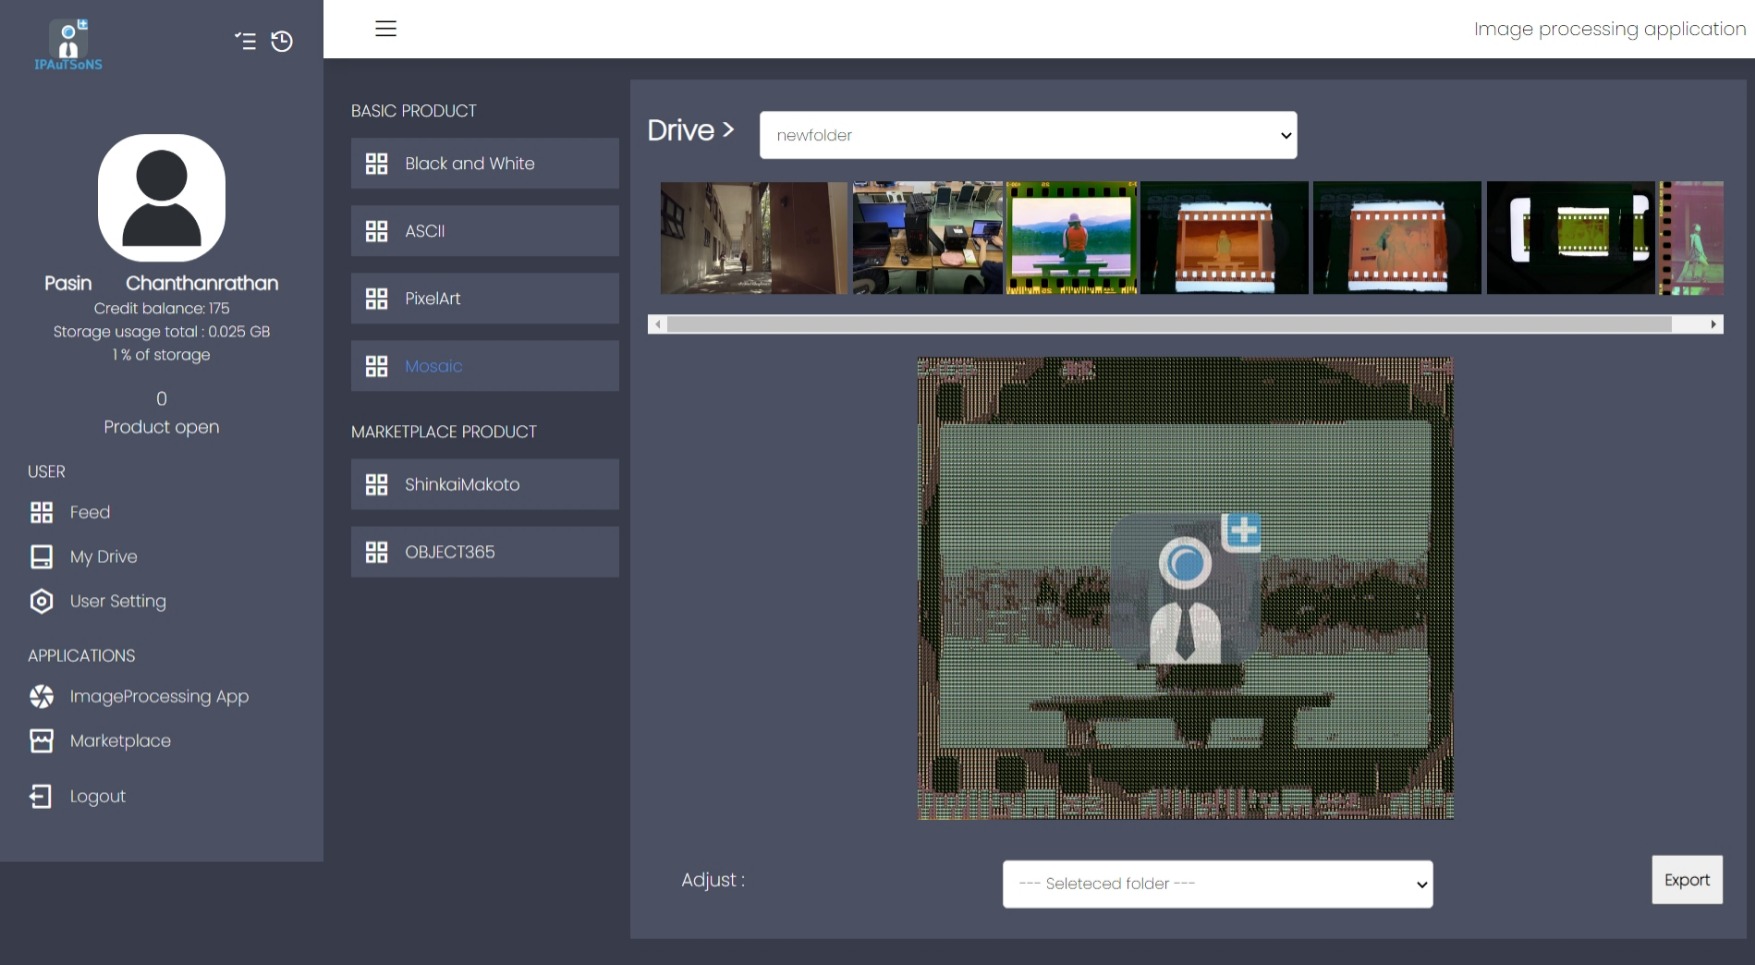 IPAuTSoNS
Image processing application
Pasin Chanthanrathan
Credit balance: 175
Storage usage total : 0.025 GB
1 % of storage
0
Product open
USER
Feed
My Drive
User Setting
APPLICATIONS
ImageProcessing App
Marketplace
Logout
BASIC PRODUCT
Black and White
ASCII
PixelArt
Mosaic
MARKETPLACE PRODUCT
ShinkaiMakoto
OBJECT365
Drive >
newfolder
Adjust :
--- Seleteced folder ---
Export